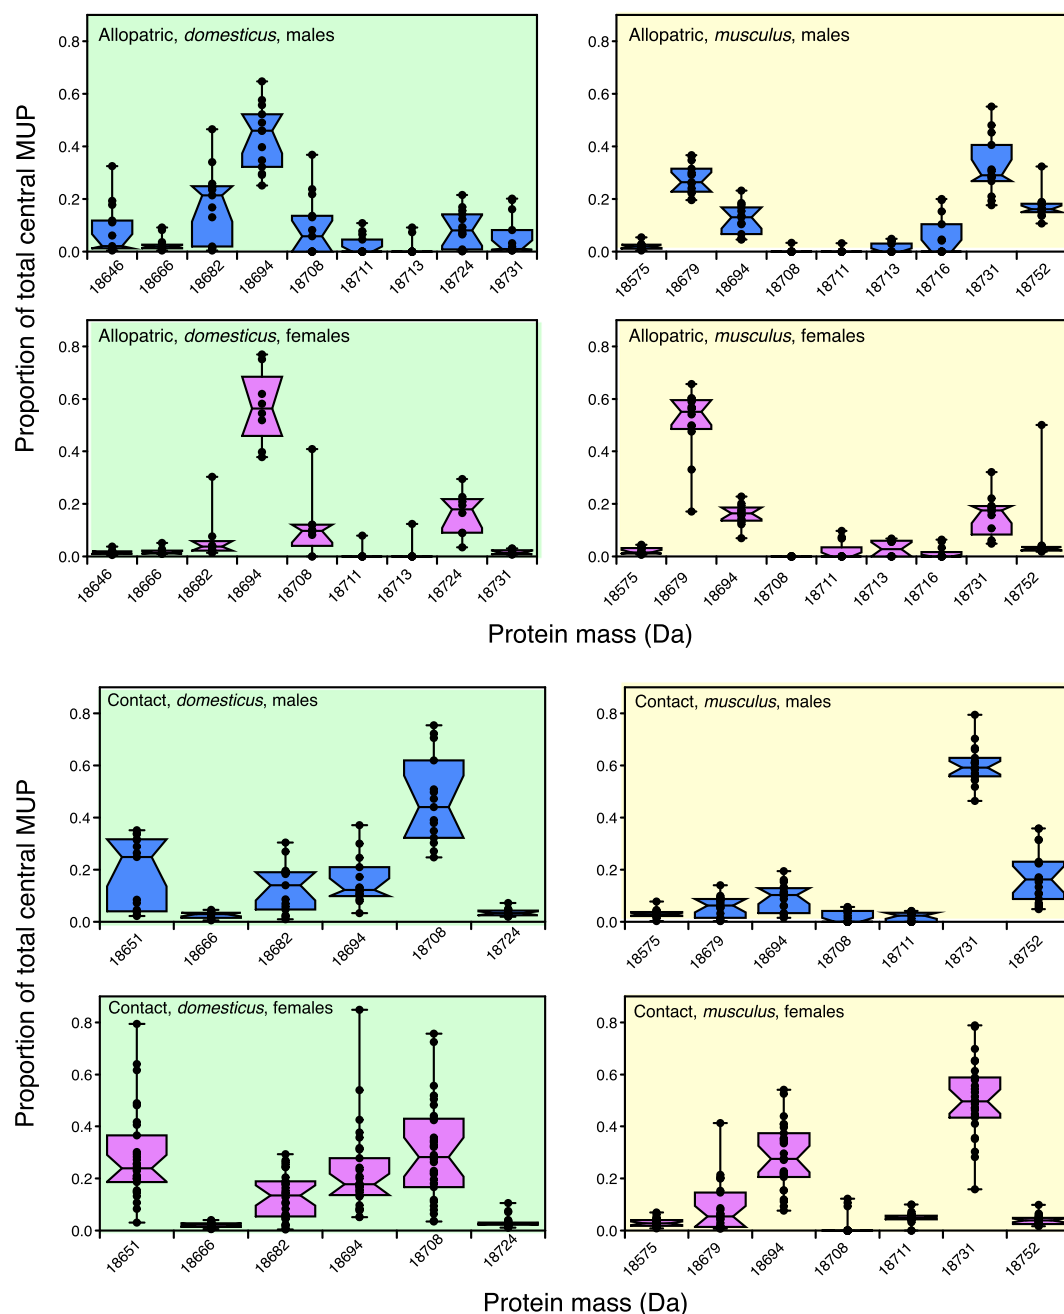 Proportion of total central MUP
Allopatric, domesticus, males
0.8
0.6
0.4
0.2
0.0
18646 18666 18682 18694 18708 18711 18713 18724 18731
Allopatric, musculus, males
0.8
0.6
0.4
0.2
0.0
18575 18679 18694 18708 18711 18713 18716 18731 18752
Allopatric, domesticus, females
0.8
0.6
0.4
0.2
0.0
18646 18666 18682 18694 18708 18711 18713 18724 18731
Allopatric, musculus, females
0.8
0.6
0.4
0.2
0.0
18575 18679 18694 18708 18711 18713 18716 18731 18752
Protein mass (Da)
Proportion of total central MUP
Contact, domesticus, males
0.8
0.6
0.4
0.2
0.0
18651 18666 18682 18694 18708 18724
Contact, musculus, males
0.8
0.6
0.4
0.2
0.0
18575 18679 18694 18708 18711 18731 18752
Contact, domesticus, females
0.8
0.6
0.4
0.2
0.0
18651 18666 18682 18694 18708 18724
Contact, musculus, females
0.8
0.6
0.4
0.2
0.0
18575 18679 18694 18708 18711 18731 18752
Protein mass (Da)